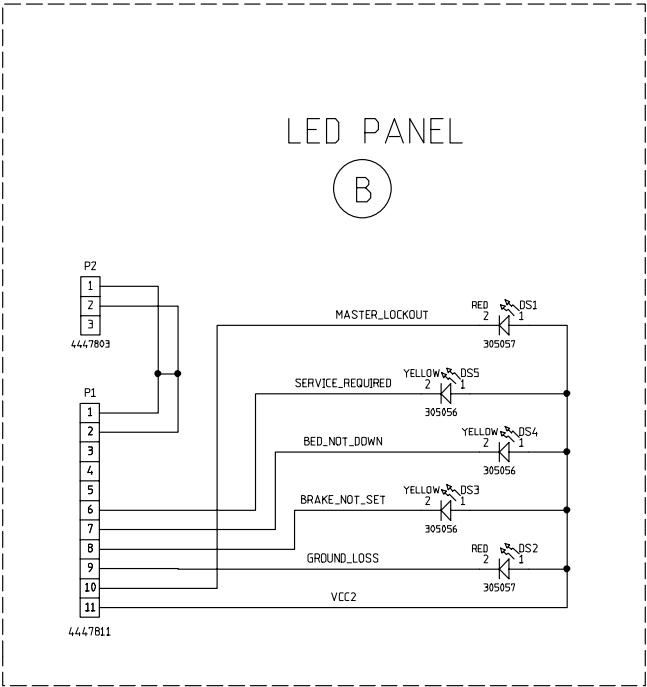 LED PANEL
B
P2
1
2
3
4447803
P1
1
2
3
4
5
6
7
8
9
10
11
4447811
MASTER_LOCKOUT
RED DS1
2 1
305057
SERVICE_REQUIRED
YELLOW DS5
2 1
305056
BED_NOT_DOWN
YELLOW DS4
2 1
305056
BRAKE_NOT_SET
YELLOW DS3
2 1
305056
GROUND_LOSS
RED DS2
2 1
305057
VCC2